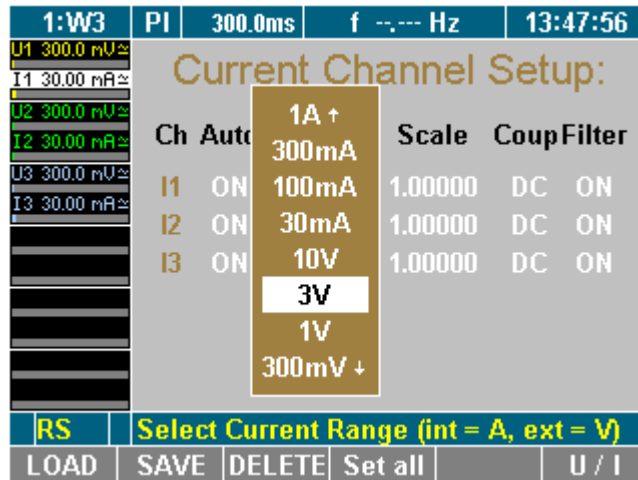 1:W3 PI 300.0ms f --.--- Hz 13:47:56
U1 300.0 mV≃
I1 30.00 mA≃
U2 300.0 mV≃
I2 30.00 mA≃
U3 300.0 mV≃
I3 30.00 mA≃
Current Channel Setup:
Ch Auto Scale Coup Filter
I1 ON 1.00000 DC ON
I2 ON 1.00000 DC ON
I3 ON 1.00000 DC ON
1A ↑
300mA
100mA
30mA
10V
3V
1V
300mV ↓
RS Select Current Range (int = A, ext = V)
LOAD SAVE DELETE Set all U / I